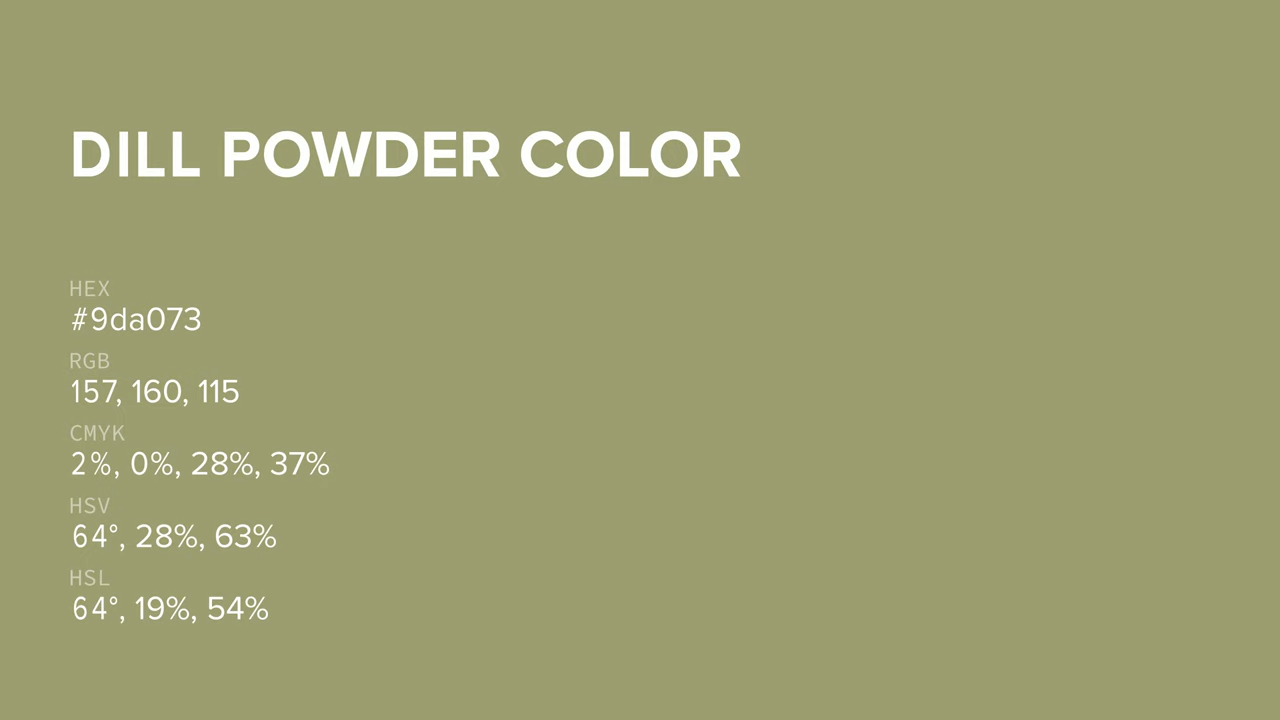 DILL POWDER COLOR
HEX
#9da073
RGB
157, 160, 115
CMYK
2%, 0%, 28%, 37%
HSV
64°, 28%, 63%
HSL
64°, 19%, 54%